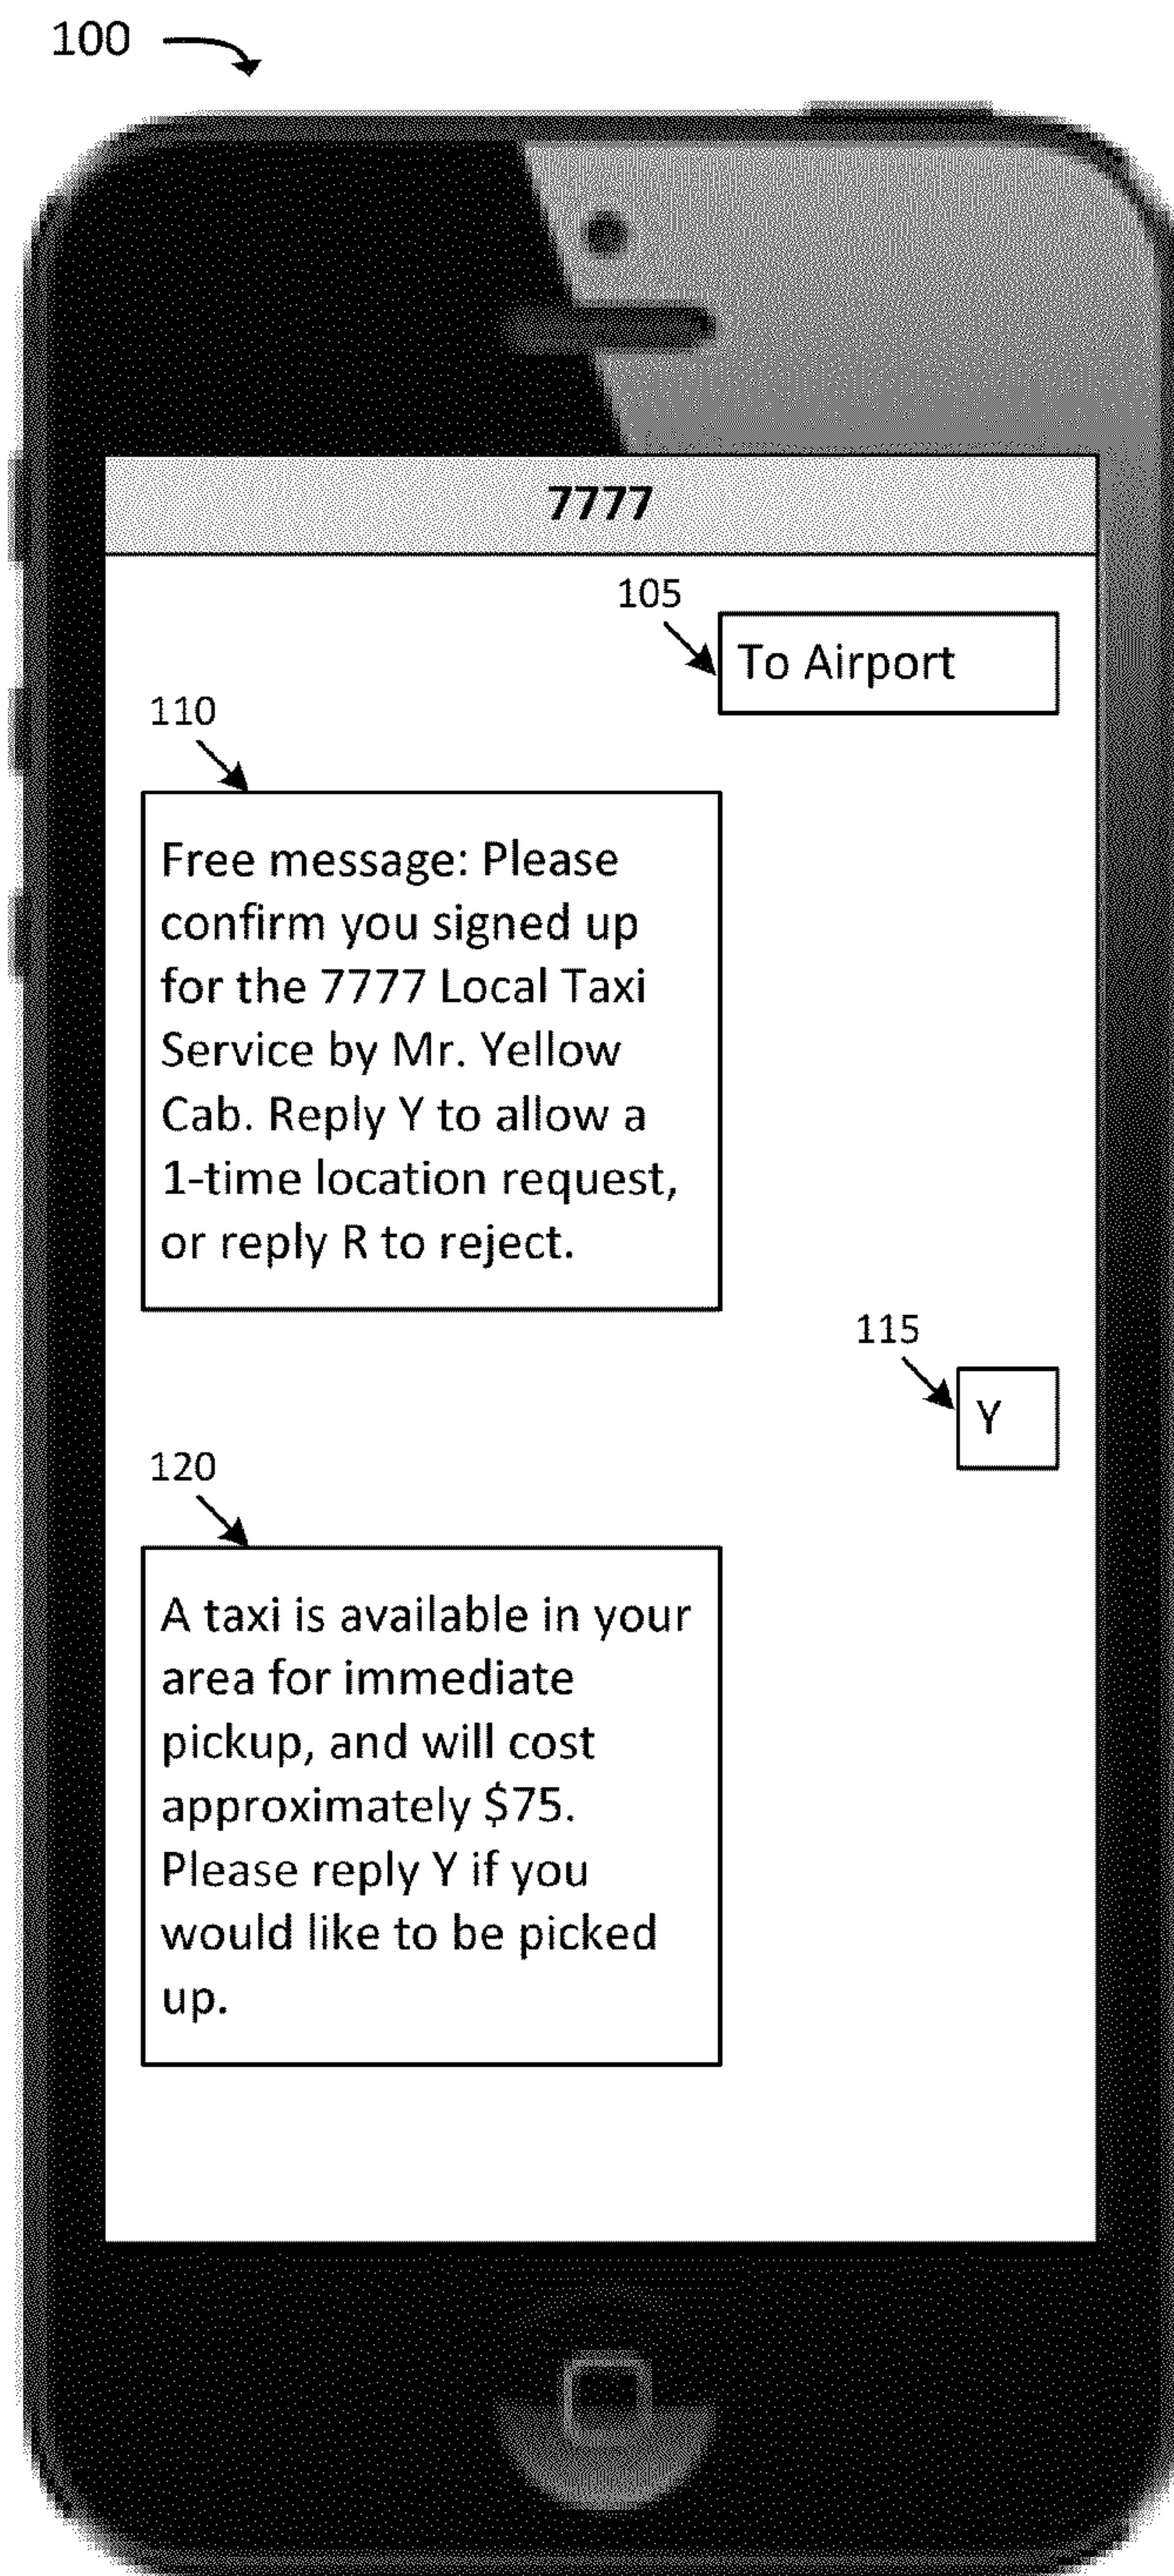 100
7777
105
To Airport
110
Free message: Please
confirm you signed up
for the 7777 Local Taxi
Service by Mr. Yellow
Cab. Reply Y to allow a
1-time location request,
or reply R to reject.
115
Y
120
A taxi is available in your
area for immediate
pickup, and will cost
approximately $75.
Please reply Y if you
would like to be picked
up.